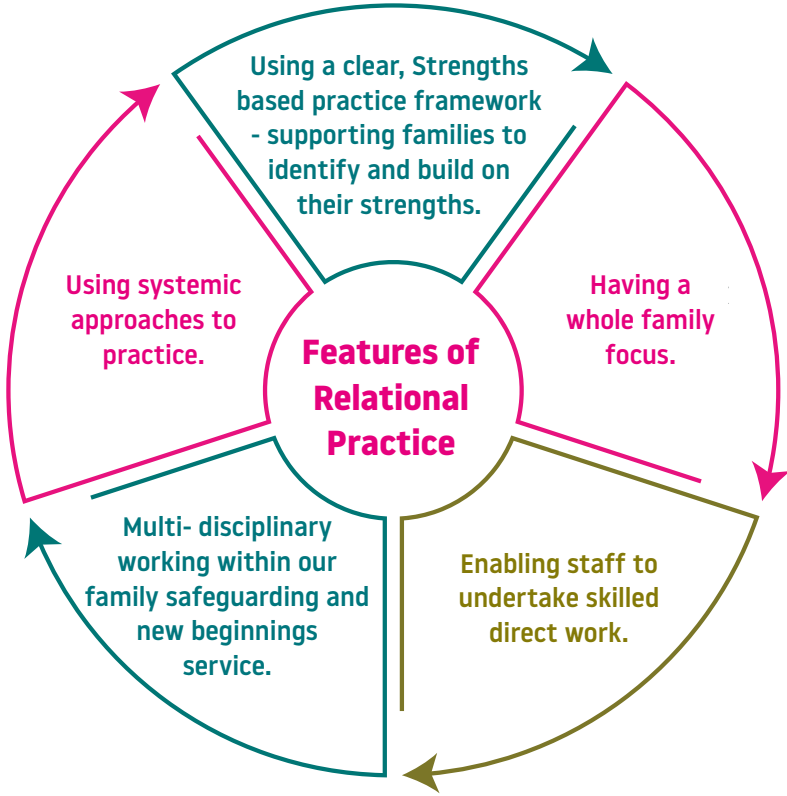 Using a clear, Strengths
based practice framework
- supporting families to
identify and build on
their strengths.
Having a
whole family
focus.
Enabling staff to
undertake skilled
direct work.
Multi- disciplinary
working within our
family safeguarding and
new beginnings
service.
Using systemic
approaches to
practice.
Features of
Relational
Practice